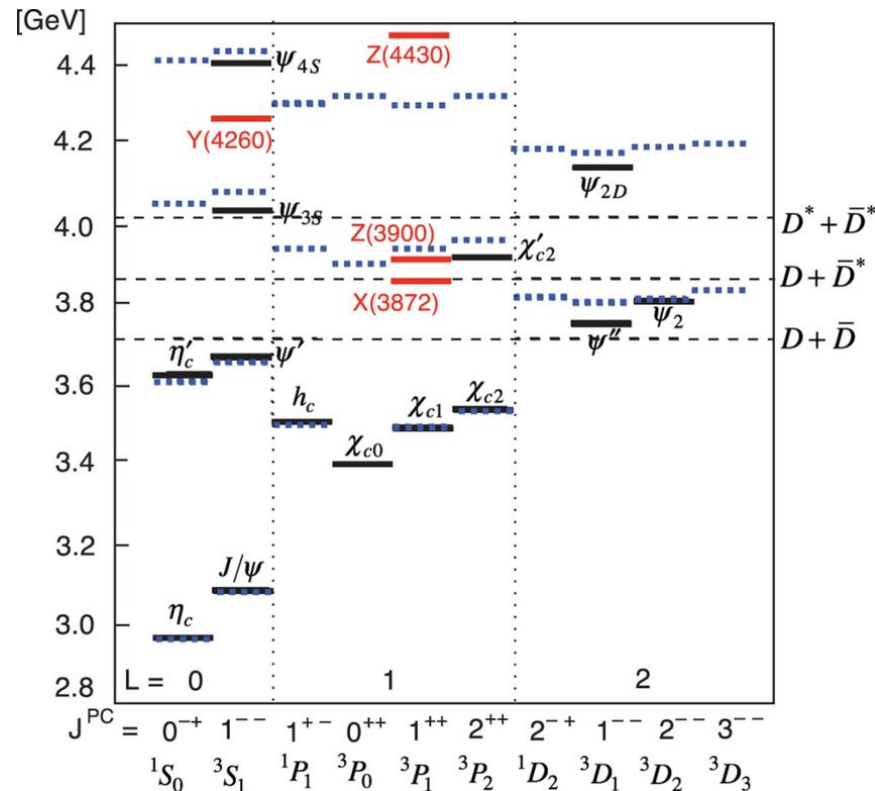 [GeV]
4.4
4.2
4.0
3.8
3.6
3.4
3.2
3.0
2.8
ψ4S
Z(4430)
Y(4260)
ψ2D
ψ3S
D* + D̄*
Z(3900)
χ′c2
D + D̄*
X(3872)
ψ2
ψ″
D + D̄
η′c
ψ′
hc
χc0
χc1
χc2
J/ψ
ηc
L = 0 1 2
J^PC = 0^-+ 1^-- 1^+- 0^++ 1^++ 2^++ 2^-+ 1^-- 2^-- 3^--
¹S₀ ³S₁ ¹P₁ ³P₀ ³P₁ ³P₂ ¹D₂ ³D₁ ³D₂ ³D₃